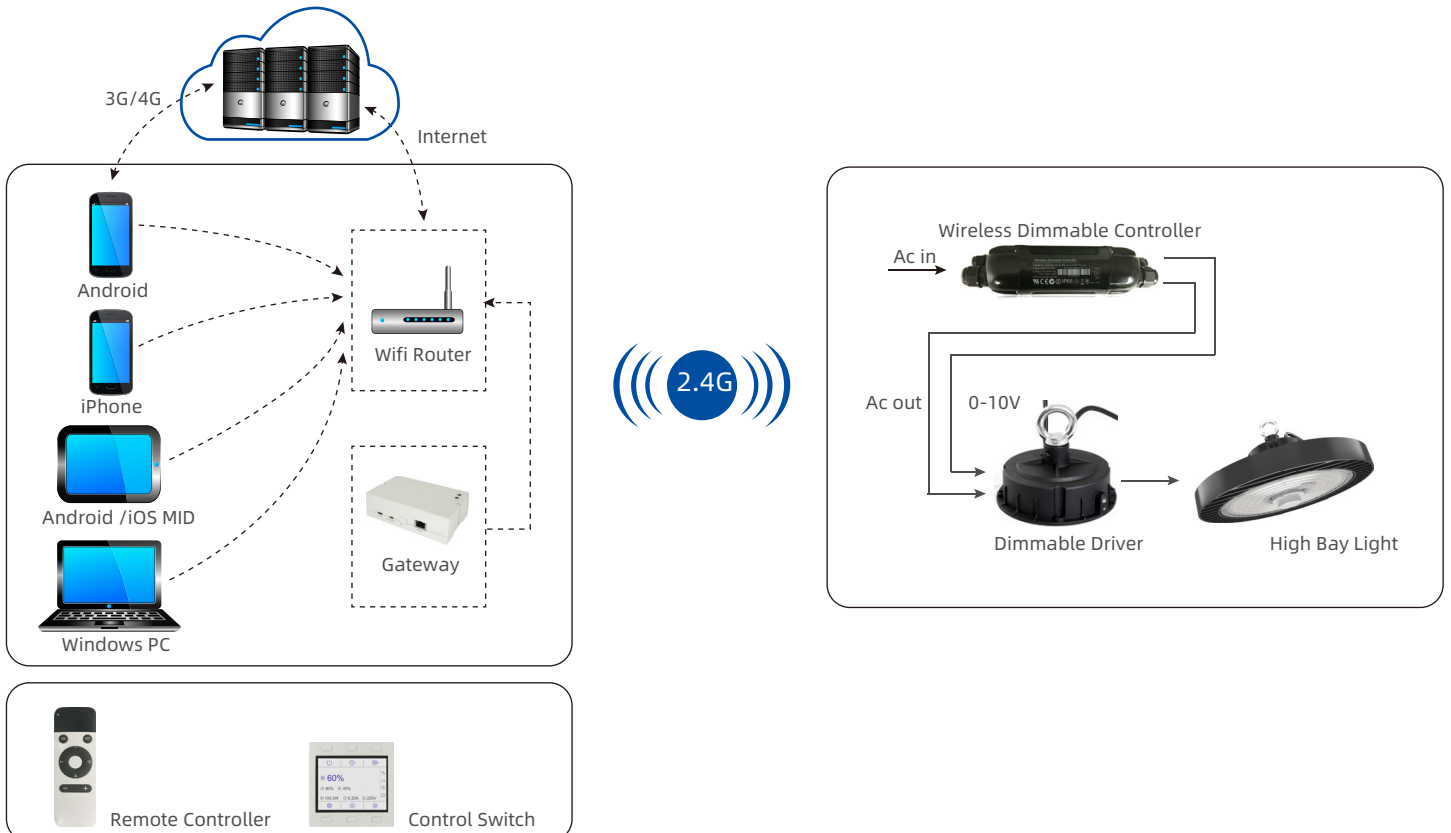 3G/4G
Internet
Android
iPhone
Android /iOS MID
Windows PC
Wifi Router
Gateway
2.4G
Wireless Dimmable Controller
Ac in
IP65
Ac out
0-10V
Dimmable Driver
High Bay Light
Remote Controller
60%
Control Switch